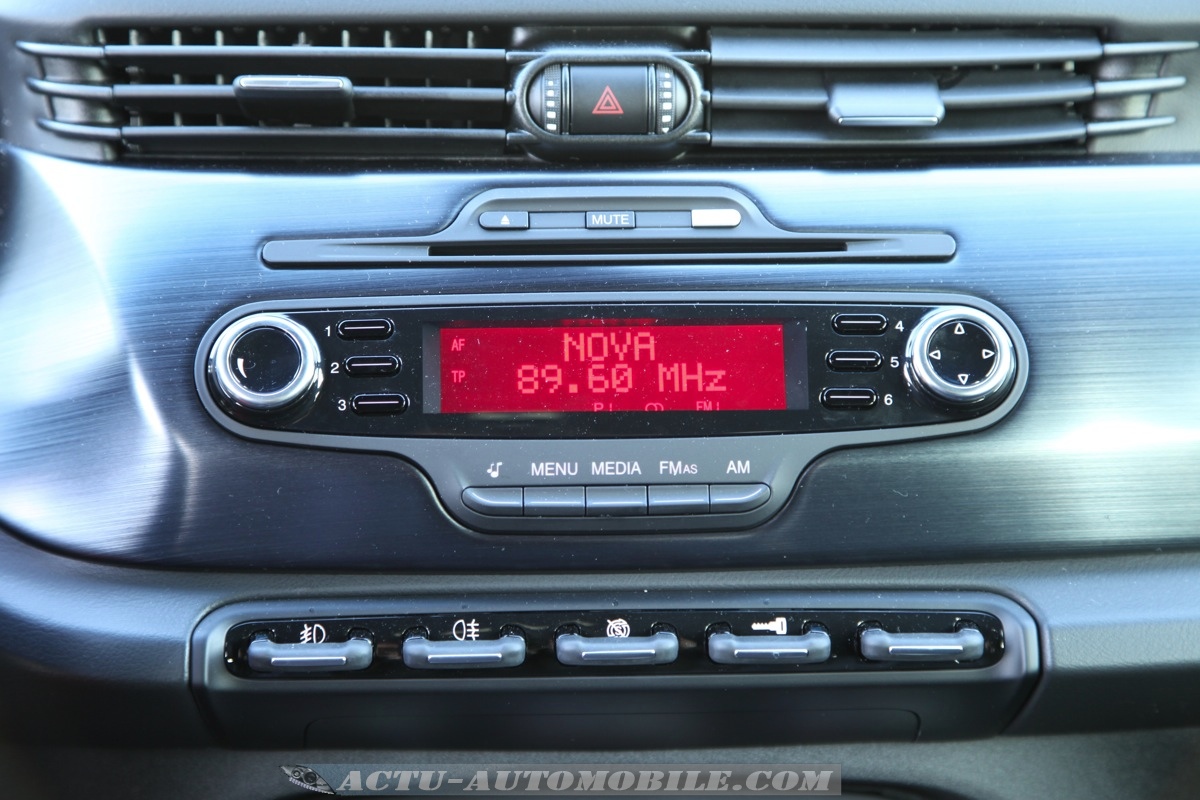 MUTE
1
2
3
AF
TP
NOVA
89.60 MHz
FM1
4
5
6
MENU MEDIA FMAS AM
ACTU-AUTOMOBILE.COM